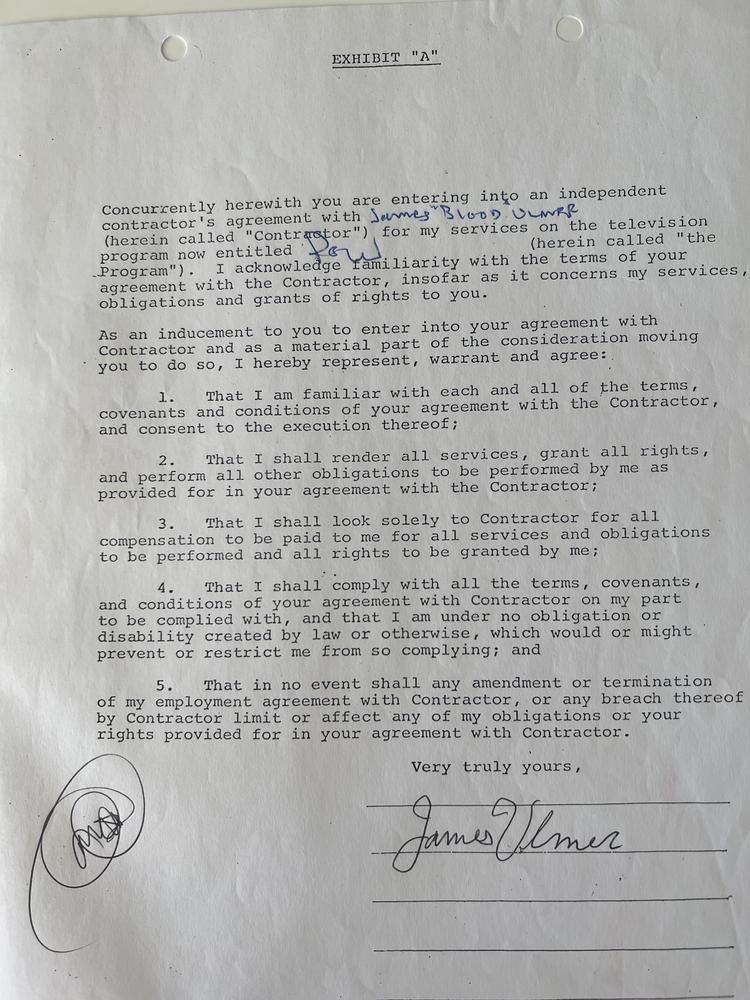 EXHIBIT "A"
Concurrently herewith you are entering into an independent
contractor's agreement with James "BLOOD ULMER
(herein called "Contractor") for my services on the television
program now entitled (herein called "the
Program"). I acknowledge familiarity with the terms of your
agreement with the Contractor, insofar as it concerns my services,
obligations and grants of rights to you.
As an inducement to you to enter into your agreement with
Contractor and as a material part of the consideration moving
you to do so, I hereby represent, warrant and agree:
1. That I am familiar with each and all of the terms,
covenants and conditions of your agreement with the Contractor,
and consent to the execution thereof;
2. That I shall render all services, grant all rights,
and perform all other obligations to be performed by me as
provided for in your agreement with the Contractor;
3. That I shall look solely to Contractor for all
compensation to be paid to me for all services and obligations
to be performed and all rights to be granted by me;
4. That I shall comply with all the terms, covenants,
and conditions of your agreement with Contractor on my part
to be complied with, and that I am under no obligation or
disability created by law or otherwise, which would or might
prevent or restrict me from so complying; and
5. That in no event shall any amendment or termination
of my employment agreement with Contractor, or any breach thereof
by Contractor limit or affect any of my obligations or your
rights provided for in your agreement with Contractor.
Very truly yours,
James Ulmer